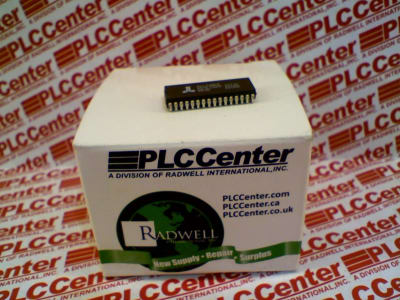 PLCCenter
A DIVISION OF RADWELL INTERNATIONAL, INC.
PLCCenter.com
PLCCenter.ca
PLCCenter.co.uk
RADWELL
New Supply • Repair • Surplus